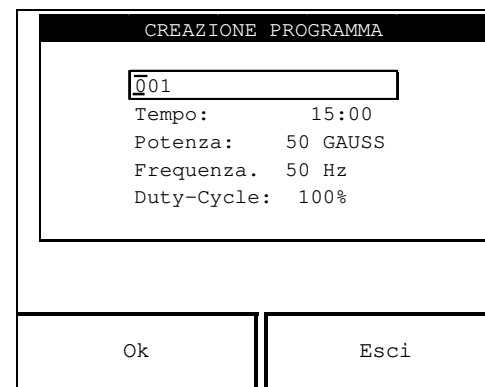 CREAZIONE PROGRAMMA
001
Tempo: 15:00
Potenza: 50 GAUSS
Frequenza. 50 Hz
Duty-Cycle: 100%
Ok Esci